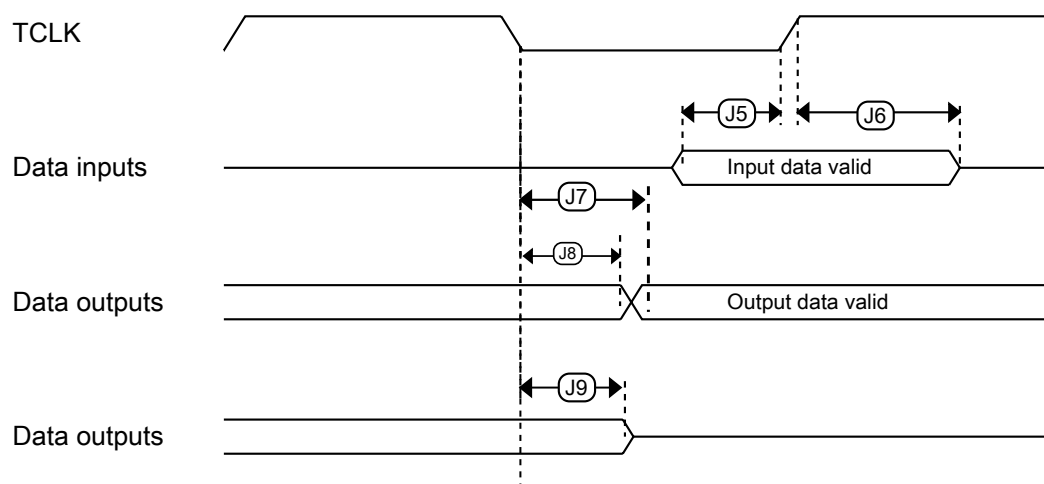 TCLK
J5
J6
Data inputs
Input data valid
J7
J8
Data outputs
Output data valid
J9
Data outputs